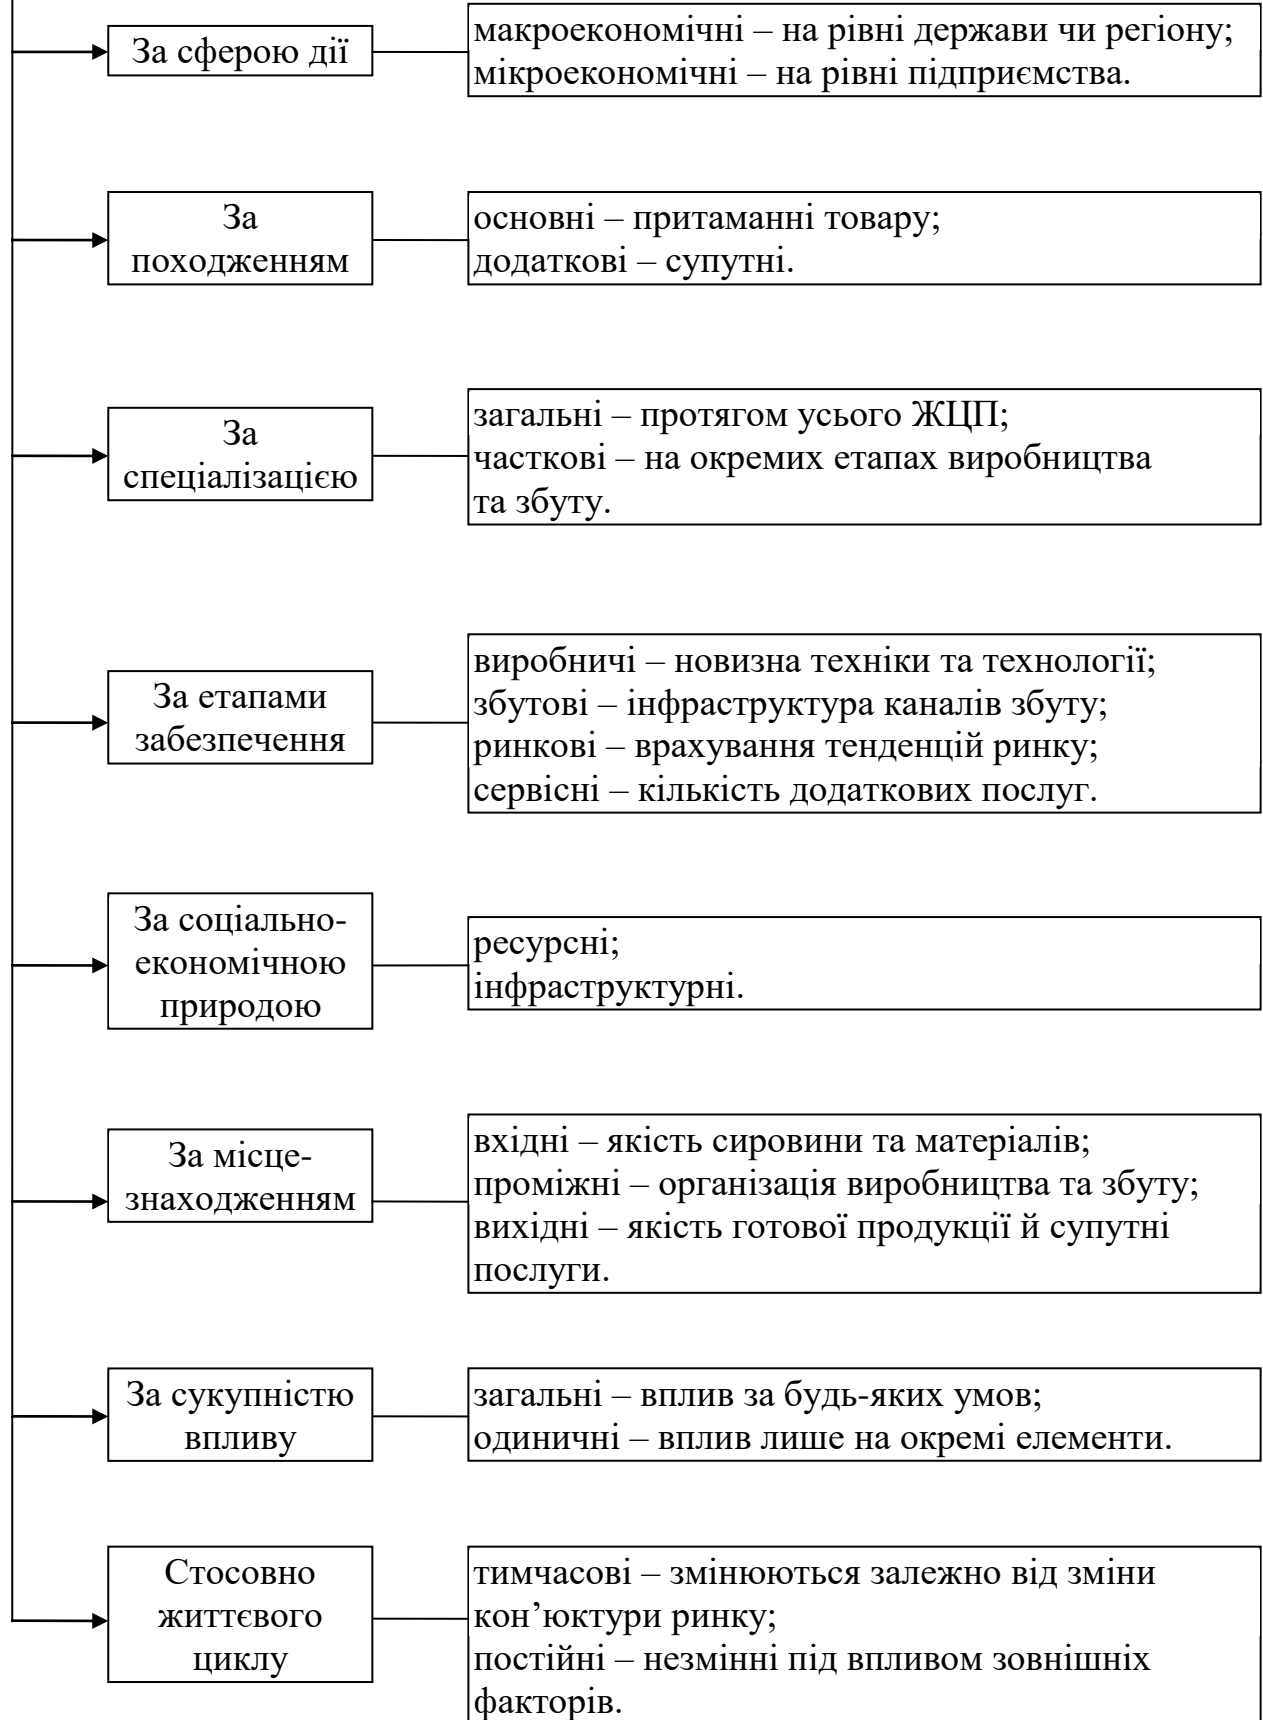 За сферою дії
макроекономічні – на рівні держави чи регіону;
мікроекономічні – на рівні підприємства.
За
походженням
основні – притаманні товару;
додаткові – супутні.
За
спеціалізацією
загальні – протягом усього ЖЦП;
часткові – на окремих етапах виробництва
та збуту.
За етапами
забезпечення
виробничі – новизна техніки та технології;
збутові – інфраструктура каналів збуту;
ринкові – врахування тенденцій ринку;
сервісні – кількість додаткових послуг.
За соціально-
економічною
природою
ресурсні;
інфраструктурні.
За місце-
знаходженням
вхідні – якість сировини та матеріалів;
проміжні – організація виробництва та збуту;
вихідні – якість готової продукції й супутні
послуги.
За сукупністю
впливу
загальні – вплив за будь-яких умов;
одиничні – вплив лише на окремі елементи.
Стосовно
життєвого
циклу
тимчасові – змінюються залежно від зміни
кон’юктури ринку;
постійні – незмінні під впливом зовнішніх
факторів.